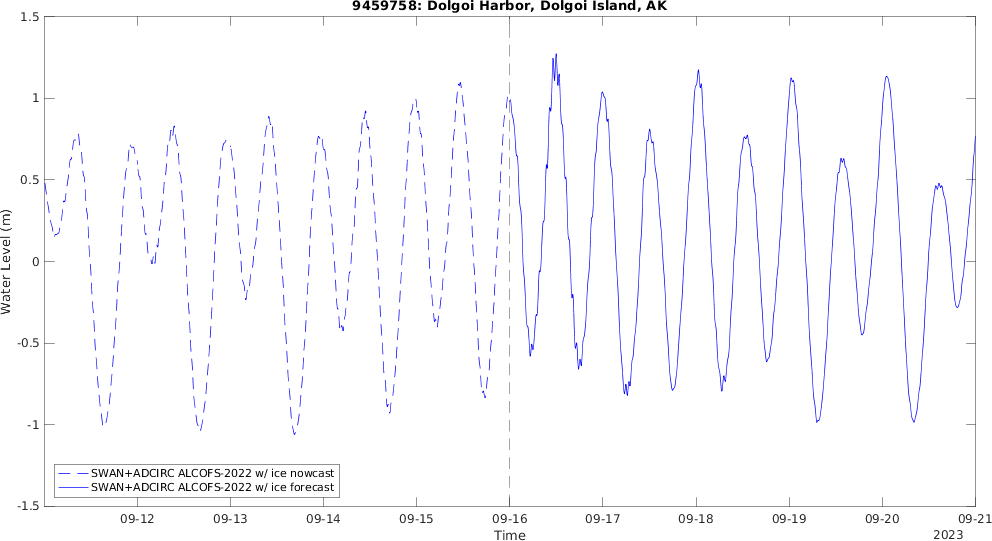 9459758: Dolgoi Harbor, Dolgoi Island, AK
1.5
1
0.5
0
-0.5
-1
-1.5
Water Level (m)
SWAN+ADCIRC ALCOFS-2022 w/ ice nowcast
SWAN+ADCIRC ALCOFS-2022 w/ ice forecast
09-12 09-13 09-14 09-15 09-16 09-17 09-18 09-19 09-20 09-21
Time
2023